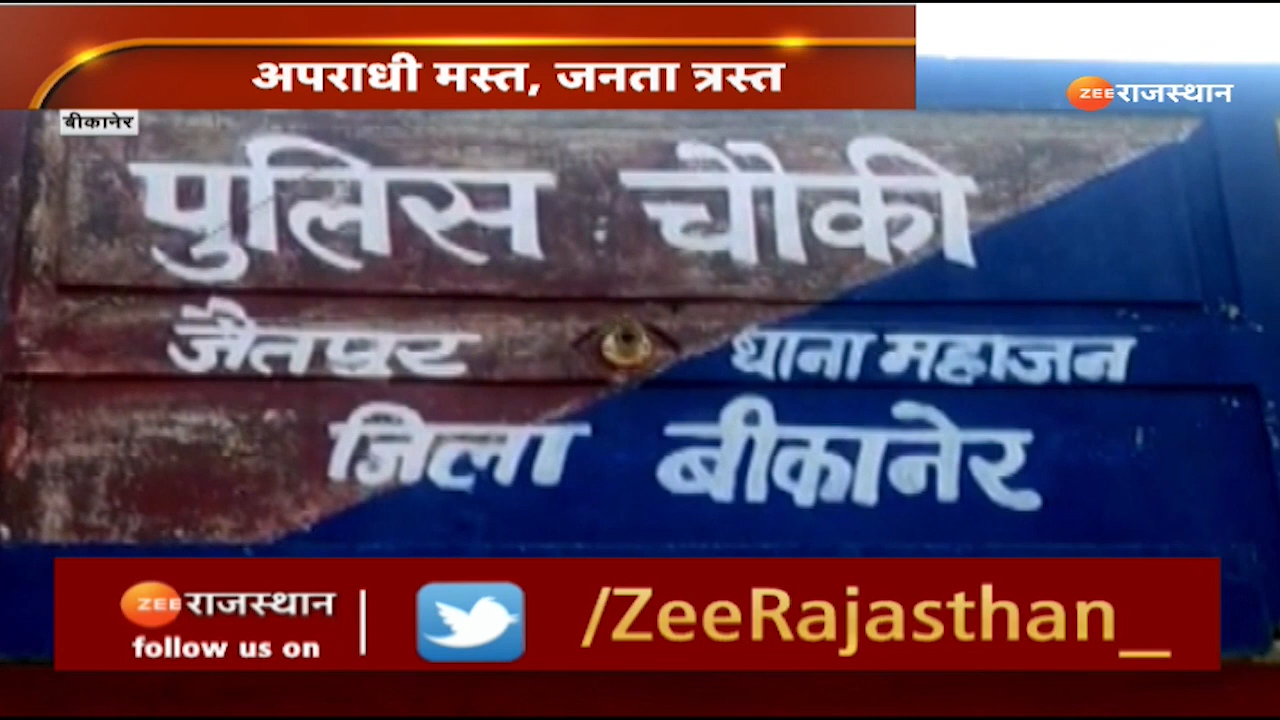 अपराधी मस्त, जनता त्रस्त
ZEE राजस्थान
बीकानेर
पुलिस चौकी
जैतपुर थाना महाजन
जिला बीकानेर
ZEE राजस्थान
follow us on
/ZeeRajasthan_